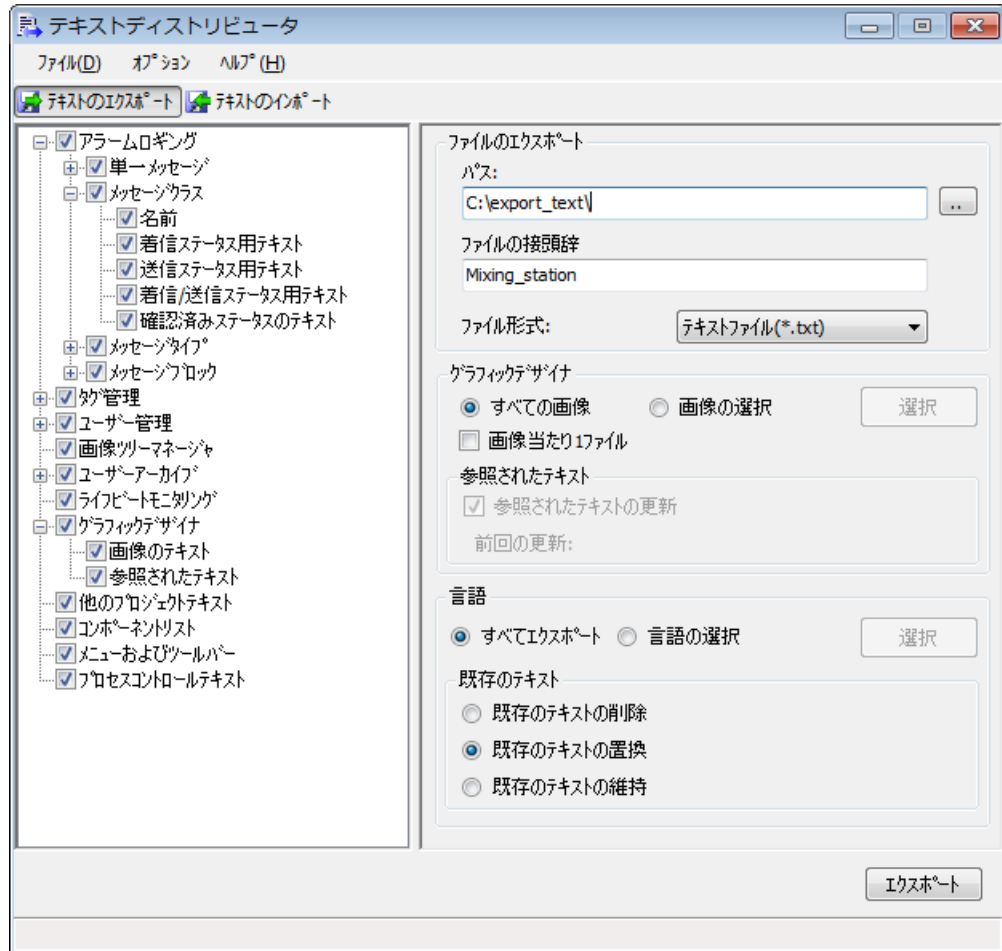 テキストディストリビュータ
ﾌｧｲﾙ(D) ｵﾌﾟｼｮﾝ ﾍﾙﾌﾟ(H)
ﾃｷｽﾄのｴｸｽﾎﾟｰﾄ ﾃｷｽﾄのｲﾝﾎﾟｰﾄ
アラームロギング
単一ﾒｯｾｰｼﾞ
ﾒｯｾｰｼﾞｸﾗｽ
名前
着信ｽﾃｰﾀｽ用ﾃｷｽﾄ
送信ｽﾃｰﾀｽ用ﾃｷｽﾄ
着信/送信ｽﾃｰﾀｽ用ﾃｷｽﾄ
確認済みｽﾃｰﾀｽのﾃｷｽﾄ
ﾒｯｾｰｼﾞﾀｲﾌﾟ
ﾒｯｾｰｼﾞﾌﾞﾛｯｸ
ﾀｸﾞ管理
ﾕｰｻﾞｰ管理
画像ﾂﾘｰﾏﾈｰｼﾞｬ
ﾕｰｻﾞｰｱｰｶｲﾌﾞ
ﾗｲﾌﾋﾞｰﾄﾓﾆﾀﾘﾝｸﾞ
ｸﾞﾗﾌｨｯｸﾃﾞｻﾞｲﾅ
画像のﾃｷｽﾄ
参照されたﾃｷｽﾄ
他のﾌﾟﾛｼﾞｪｸﾄﾃｷｽﾄ
ｺﾝﾎﾟｰﾈﾝﾄﾘｽﾄ
ﾒﾆｭｰおよびﾂｰﾙﾊﾞｰ
ﾌﾟﾛｾｽｺﾝﾄﾛｰﾙﾃｷｽﾄ
ﾌｧｲﾙのｴｸｽﾎﾟｰﾄ
ﾊﾟｽ:
C:\export_text\
..
ﾌｧｲﾙの接頭辞
Mixing_station
ﾌｧｲﾙ形式: ﾃｷｽﾄﾌｧｲﾙ(*.txt)
ｸﾞﾗﾌｨｯｸﾃﾞｻﾞｲﾅ
すべての画像 画像の選択 選択
画像当たり1ﾌｧｲﾙ
参照されたﾃｷｽﾄ
参照されたﾃｷｽﾄの更新
前回の更新:
言語
すべてｴｸｽﾎﾟｰﾄ 言語の選択 選択
既存のﾃｷｽﾄ
既存のﾃｷｽﾄの削除
既存のﾃｷｽﾄの置換
既存のﾃｷｽﾄの維持
ｴｸｽﾎﾟｰﾄ